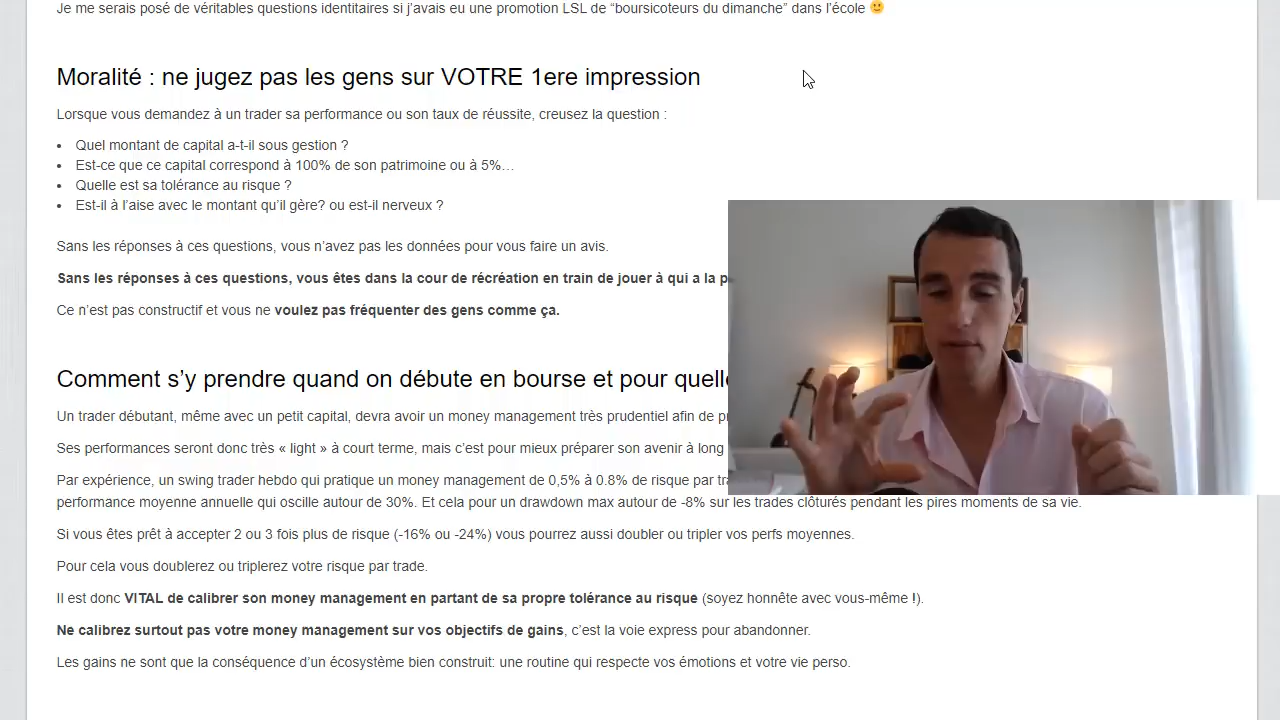 Je me serais posé de véritables questions identitaires si j’avais eu une promotion LSL de “boursicoteurs du dimanche” dans l’école 🙂
Moralité : ne jugez pas les gens sur VOTRE 1ere impression
Lorsque vous demandez à un trader sa performance ou son taux de réussite, creusez la question :
• Quel montant de capital a-t-il sous gestion ?
• Est-ce que ce capital correspond à 100% de son patrimoine ou à 5%…
• Quelle est sa tolérance au risque ?
• Est-il à l’aise avec le montant qu’il gère? ou est-il nerveux ?
Sans les réponses à ces questions, vous n’avez pas les données pour vous faire un avis.
Sans les réponses à ces questions, vous êtes dans la cour de récréation en train de jouer à qui a la
Ce n’est pas constructif et vous ne voulez pas fréquenter des gens comme ça.
Comment s’y prendre quand on débute en bourse et pour
Un trader débutant, même avec un petit capital, devra avoir un money management très prudentiel afin de
Ses performances seront donc très « light » à court terme, mais c’est pour mieux préparer son avenir à long
Par expérience, un swing trader hebdo qui pratique un money management de 0,5% à 0.8% de risque par
performance moyenne annuelle qui oscille autour de 30%. Et cela pour un drawdown max autour de -8% sur les trades clôturés pendant les pires moments de sa vie.
Si vous êtes prêt à accepter 2 ou 3 fois plus de risque (-16% ou -24%) vous pourrez aussi doubler ou tripler vos perfs moyennes.
Pour cela vous doublerez ou triplerez votre risque par trade.
Il est donc VITAL de calibrer son money management en partant de sa propre tolérance au risque (soyez honnête avec vous-même !).
Ne calibrez surtout pas votre money management sur vos objectifs de gains, c’est la voie express pour abandonner.
Les gains ne sont que la conséquence d’un écosystème bien construit: une routine qui respecte vos émotions et votre vie perso.